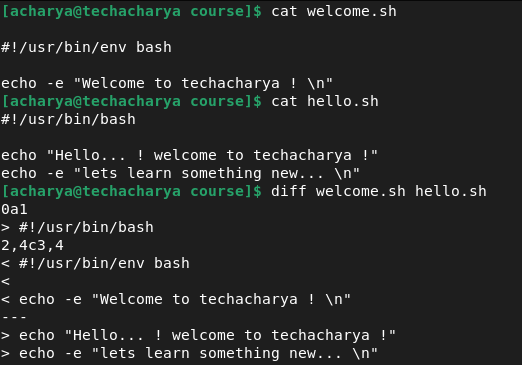 [acharya@techacharya course]$ cat welcome.sh

#!/usr/bin/env bash

echo -e "Welcome to techacharya ! \n"
[acharya@techacharya course]$ cat hello.sh
#!/usr/bin/bash

echo "Hello... ! welcome to techacharya !"
echo -e "lets learn something new... \n"
[acharya@techacharya course]$ diff welcome.sh hello.sh
0a1
> #!/usr/bin/bash
2,4c3,4
< #!/usr/bin/env bash
<
< echo -e "Welcome to techacharya ! \n"
---
> echo "Hello... ! welcome to techacharya !"
> echo -e "lets learn something new... \n"